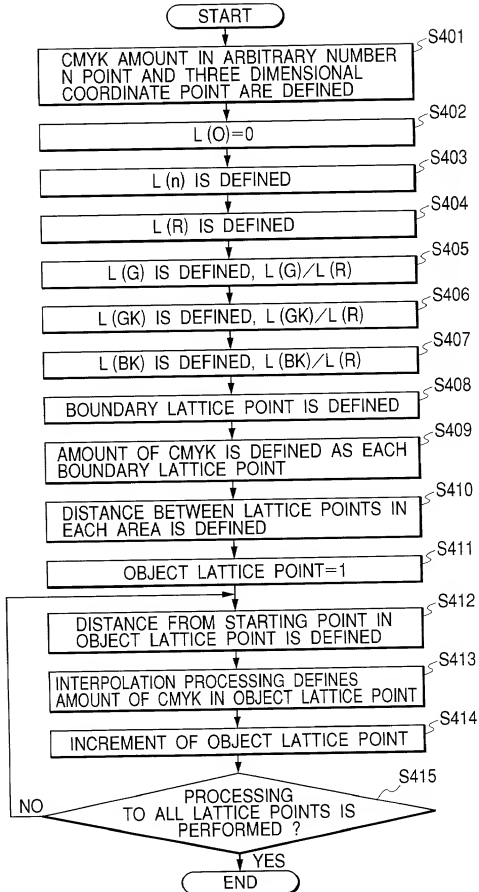 START
S401
CMYK AMOUNT IN ARBITRARY NUMBER
N POINT AND THREE DIMENSIONAL
COORDINATE POINT ARE DEFINED
S402
L(O)=0
S403
L(n) IS DEFINED
S404
L(R) IS DEFINED
S405
L(G) IS DEFINED, L(G)/L(R)
S406
L(GK) IS DEFINED, L(GK)/L(R)
S407
L(BK) IS DEFINED, L(BK)/L(R)
S408
BOUNDARY LATTICE POINT IS DEFINED
S409
AMOUNT OF CMYK IS DEFINED AS EACH
BOUNDARY LATTICE POINT
S410
DISTANCE BETWEEN LATTICE POINTS IN
EACH AREA IS DEFINED
S411
OBJECT LATTICE POINT=1
S412
DISTANCE FROM STARTING POINT IN
OBJECT LATTICE POINT IS DEFINED
S413
INTERPOLATION PROCESSING DEFINES
AMOUNT OF CMYK IN OBJECT LATTICE POINT
S414
INCREMENT OF OBJECT LATTICE POINT
S415
PROCESSING
TO ALL LATTICE POINTS IS
PERFORMED ?
NO
YES
END